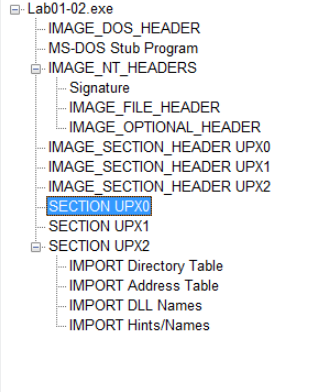 Lab01-02.exe
IMAGE_DOS_HEADER
MS-DOS Stub Program
IMAGE_NT_HEADERS
Signature
IMAGE_FILE_HEADER
IMAGE_OPTIONAL_HEADER
IMAGE_SECTION_HEADER UPX0
IMAGE_SECTION_HEADER UPX1
IMAGE_SECTION_HEADER UPX2
SECTION UPX0
SECTION UPX1
SECTION UPX2
IMPORT Directory Table
IMPORT Address Table
IMPORT DLL Names
IMPORT Hints/Names